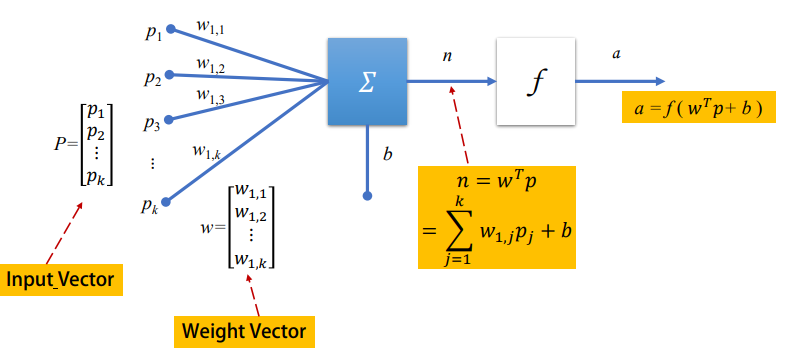 p1
w1,1
p2
w1,2
p3
w1,3
⋮
w1,k
pk
P=
[p1
p2
⋮
pk]
w=
[w1,1
w1,2
⋮
w1,k]
Input_Vector
Weight Vector
Σ
b
n
f
a
a = f ( wᵀp + b )
n = wᵀp
= ∑ j=1 k w1,j pj + b